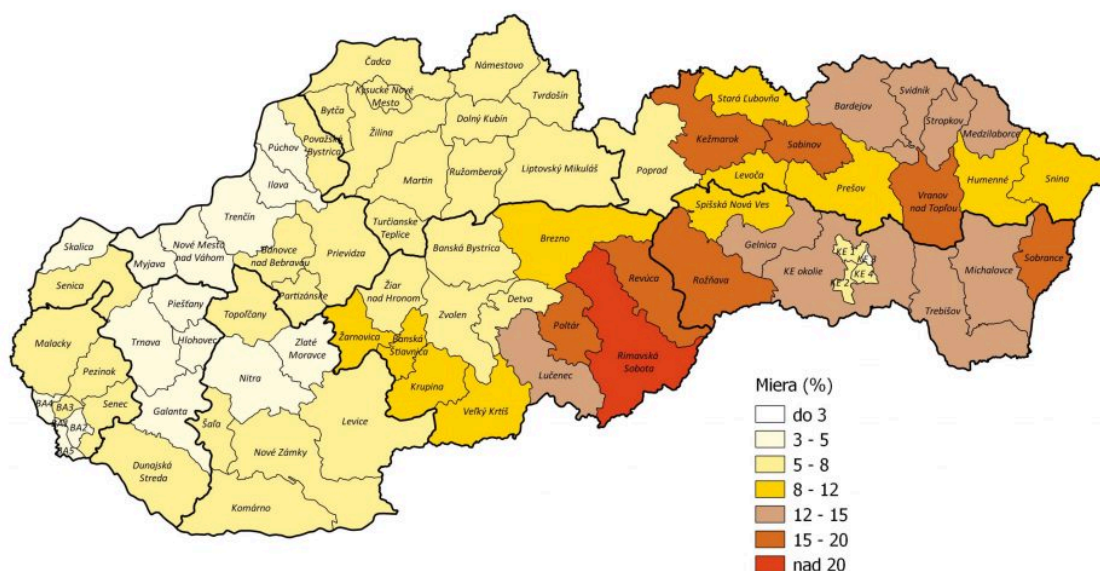 Čadca
Námestovo
Tvrdošín
Kysucké Nové
Mesto
Bytča
Dolný Kubín
Žilina
Považská
Bystrica
Púchov
Ilava
Martin
Ružomberok
Liptovský Mikuláš
Poprad
Kežmarok
Stará Ľubovňa
Sabinov
Bardejov
Svidník
Stropkov
Medzilaborce
Levoča
Prešov
Vranov
nad Topľou
Humenné
Snina
Trenčín
Turčianske
Teplice
Spišská Nová Ves
Skalica
Myjava
Nové Mesto
nad Váhom
Bánovce
nad Bebravou
Prievidza
Banská Bystrica
Brezno
Gelnica
KE okolie
KE 1
KE 3
KE 4
KE 2
Michalovce
Sobrance
Trebišov
Senica
Piešťany
Partizánske
Topoľčany
Žiar
nad Hronom
Zvolen
Detva
Revúca
Rožňava
Malacky
Trnava
Hlohovec
Zlaté
Moravce
Žarnovica
Banská
Štiavnica
Poltár
Rimavská
Sobota
Pezinok
Nitra
Krupina
Lučenec
Veľký Krtíš
BA4
BA3
Senec
BA2
BA5
Galanta
Šaľa
Levice
Nové Zámky
Dunajská
Streda
Komárno
Miera (%)
do 3
3 - 5
5 - 8
8 - 12
12 - 15
15 - 20
nad 20